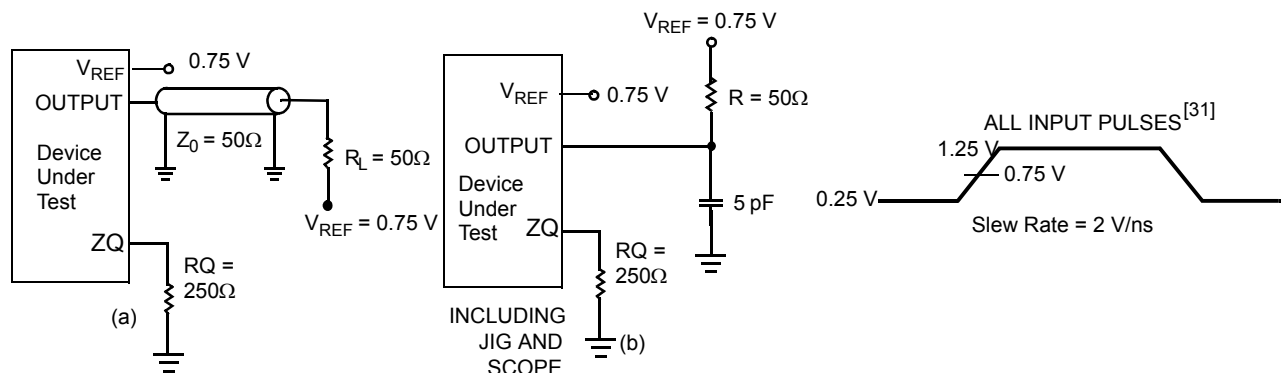 V_REF
0.75 V
OUTPUT
Z_0 = 50Ω
Device
Under
Test
R_L = 50Ω
V_REF = 0.75 V
ZQ
RQ =
250Ω
(a)
V_REF = 0.75 V
R = 50Ω
V_REF
0.75 V
OUTPUT
Device
Under
Test
5 pF
ZQ
RQ =
250Ω
INCLUDING
JIG AND
SCOPE
(b)
ALL INPUT PULSES[31]
1.25 V
0.75 V
0.25 V
Slew Rate = 2 V/ns